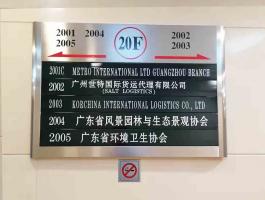 2001 2004
2005
20F
2002
2003
2001C METRO INTERNATIONAL LTD GUANGZHOU BRANCH
2002 广州世特国际货运代理有限公司
(SALT LOGISTICS)
2003 KORCHINA INTERNATIONAL LOGISTICS CO., LTD
2004 广东省风景园林与生态景观协会
2005 广东省环境卫生协会